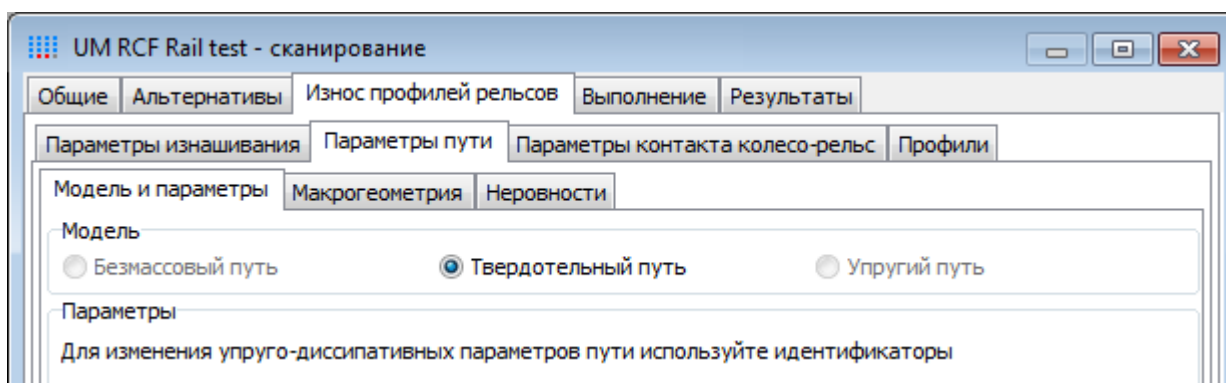 UM RCF Rail test - сканирование
Общие Альтернативы Износ профилей рельсов Выполнение Результаты
Параметры изнашивания Параметры пути Параметры контакта колесо-рельс Профили
Модель и параметры Макрогеометрия Неровности
Модель
Безмассовый путь Твердотельный путь Упругий путь
Параметры
Для изменения упруго-диссипативных параметров пути используйте идентификаторы